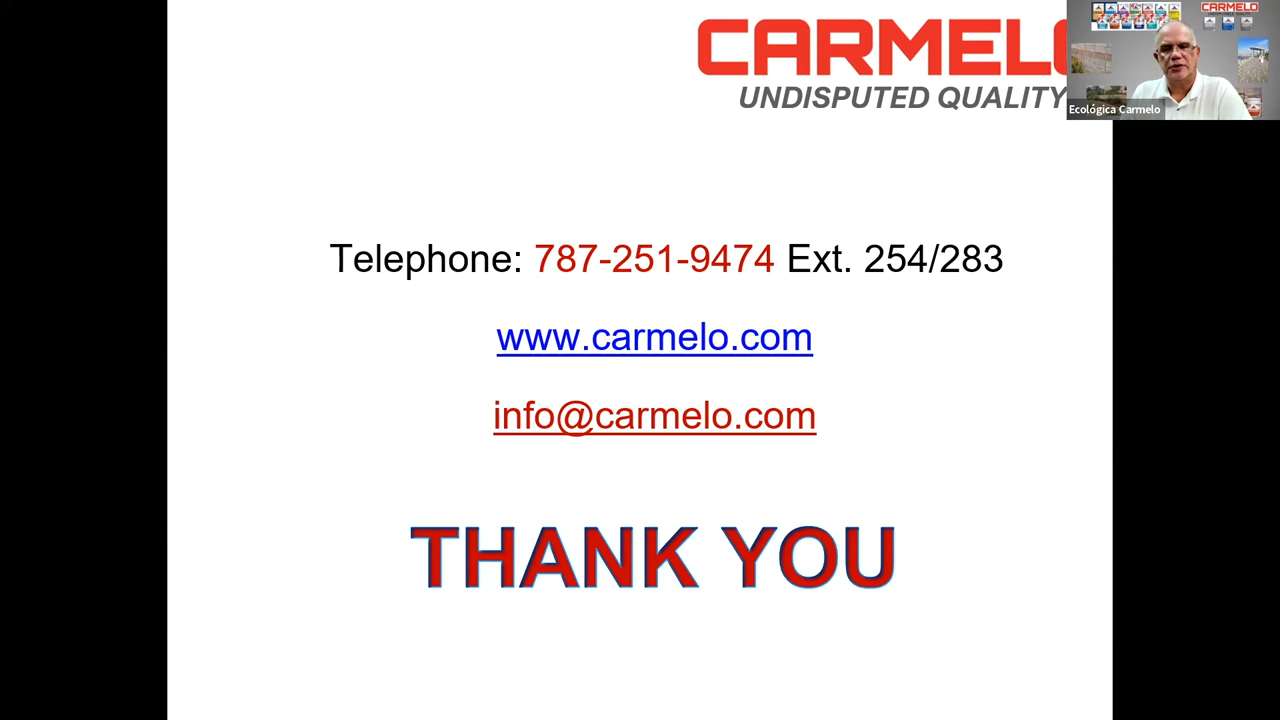 CARMELO
UNDISPUTED QUALITY
CARMELO
Ecológica Carmelo
Telephone: 787-251-9474 Ext. 254/283
www.carmelo.com
info@carmelo.com
THANK YOU